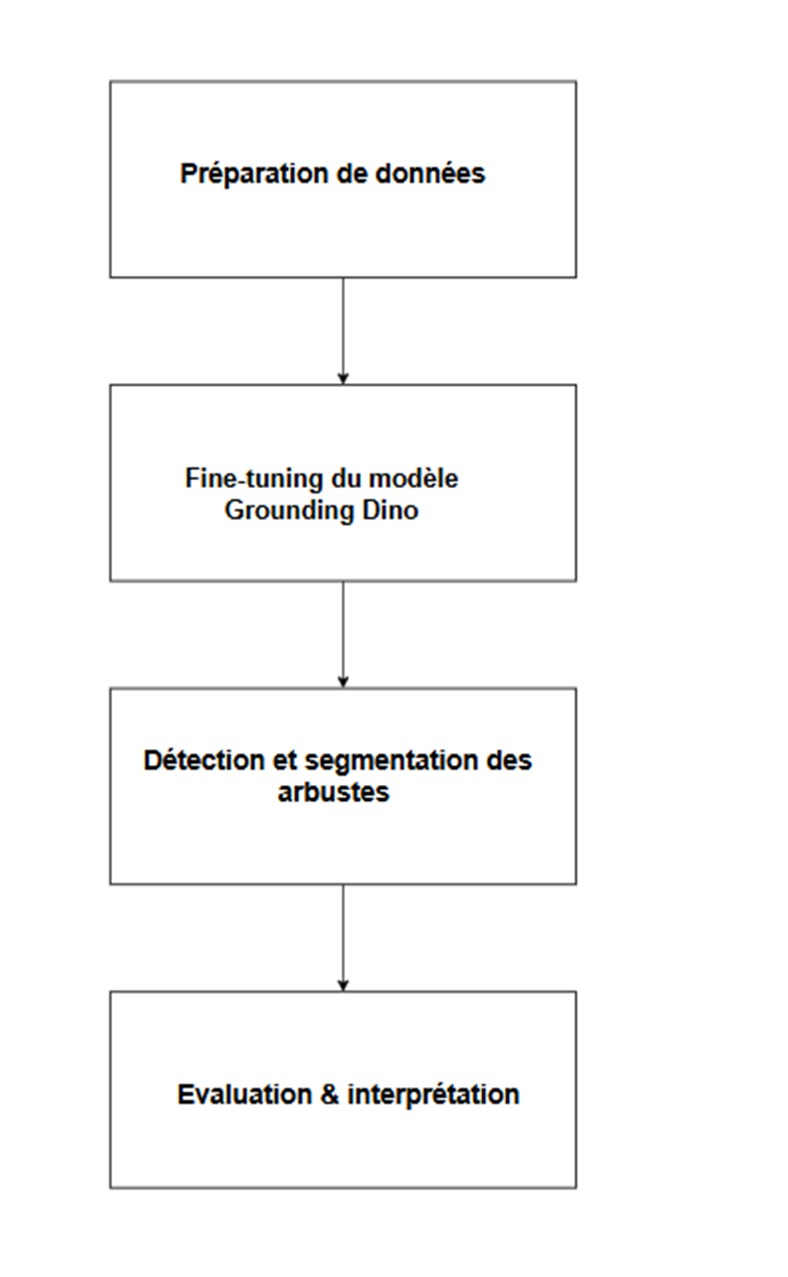 Préparation de données
Fine-tuning du modèle
Grounding Dino
Détection et segmentation des
arbustes
Evaluation & interprétation